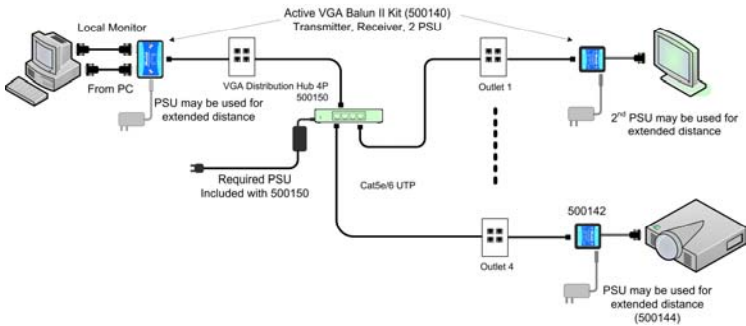 Active VGA Balun II Kit (500140)
Transmitter, Receiver, 2 PSU
Local Monitor
From PC
VGA Distribution Hub 4P
500150
Outlet 1
PSU may be used for
extended distance
2nd PSU may be used for
extended distance
Required PSU
Included with 500150
Cat5e/6 UTP
500142
Outlet 4
PSU may be used for
extended distance
(500144)